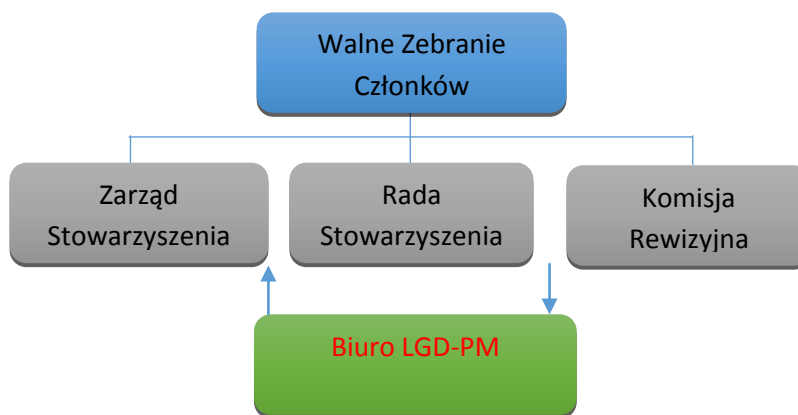 Walne Zebranie
Członków
Zarząd
Stowarzyszenia
Rada
Stowarzyszenia
Komisja
Rewizyjna
Biuro LGD-PM